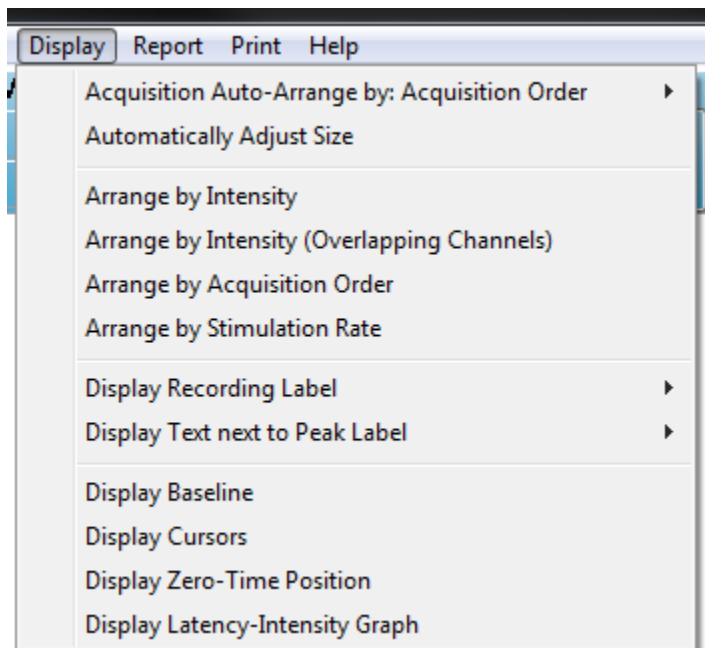 Display Report Print Help
Acquisition Auto-Arrange by: Acquisition Order
Automatically Adjust Size
Arrange by Intensity
Arrange by Intensity (Overlapping Channels)
Arrange by Acquisition Order
Arrange by Stimulation Rate
Display Recording Label
Display Text next to Peak Label
Display Baseline
Display Cursors
Display Zero-Time Position
Display Latency-Intensity Graph